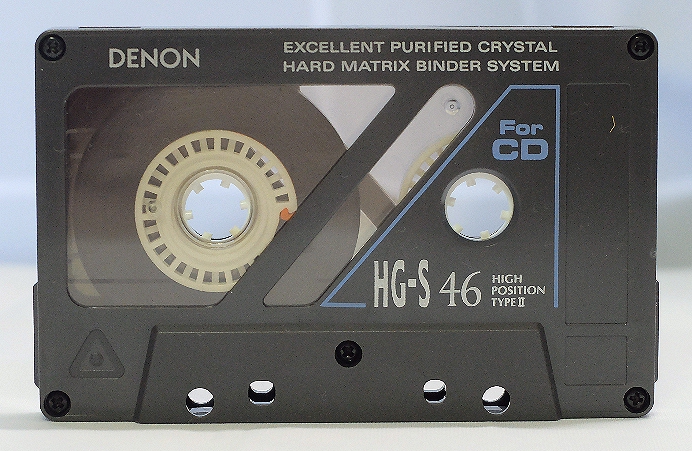 DENON
EXCELLENT PURIFIED CRYSTAL
HARD MATRIX BINDER SYSTEM
For
CD
HG-S 46
HIGH
POSITION
TYPE II